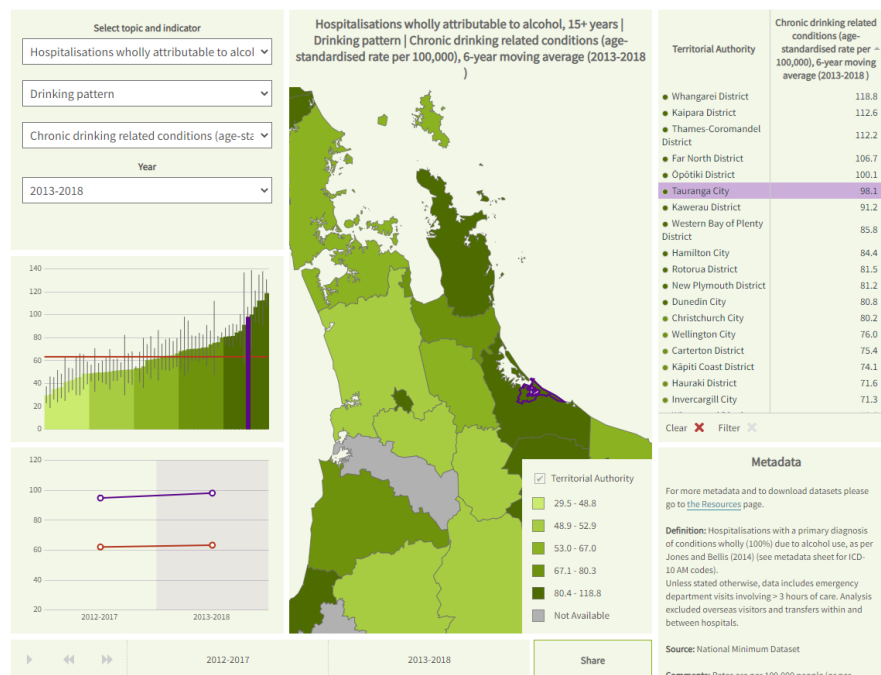 Select topic and indicator
Hospitalisations wholly attributable to alcol
Drinking pattern
Chronic drinking related conditions (age-sta
Year
2013-2018
140
120
100
80
60
40
20
0
120
100
80
60
40
20
2012-2017
2013-2018
Hospitalisations wholly attributable to alcohol, 15+ years |
Drinking pattern | Chronic drinking related conditions (age-
standardised rate per 100,000), 6-year moving average (2013-2018
)
Territorial Authority
29.5 - 48.8
48.9 - 52.9
53.0 - 67.0
67.1 - 80.3
80.4 - 118.8
Not Available
2012-2017
2013-2018
Share
Territorial Authority
Chronic drinking related
conditions (age-
standardised rate per
100,000), 6-year moving
average (2013-2018 )
Whangarei District 118.8
Kaipara District 112.6
Thames-Coromandel
District 112.2
Far North District 106.7
Ōpōtiki District 100.1
Tauranga City 98.1
Kawerau District 91.2
Western Bay of Plenty
District 85.8
Hamilton City 84.4
Rotorua District 81.5
New Plymouth District 81.2
Dunedin City 80.8
Christchurch City 80.2
Wellington City 76.0
Carterton District 75.4
Kāpiti Coast District 74.1
Hauraki District 71.6
Invercargill City 71.3
Clear
Filter
Metadata
For more metadata and to download datasets please
go to the Resources page.
Definition: Hospitalisations with a primary diagnosis
of conditions wholly (100%) due to alcohol use, as per
Jones and Bellis (2014) (see metadata sheet for ICD-
10 AM codes).
Unless stated otherwise, data includes emergency
department visits involving > 3 hours of care. Analysis
excluded overseas visitors and transfers within and
between hospitals.
Source: National Minimum Dataset